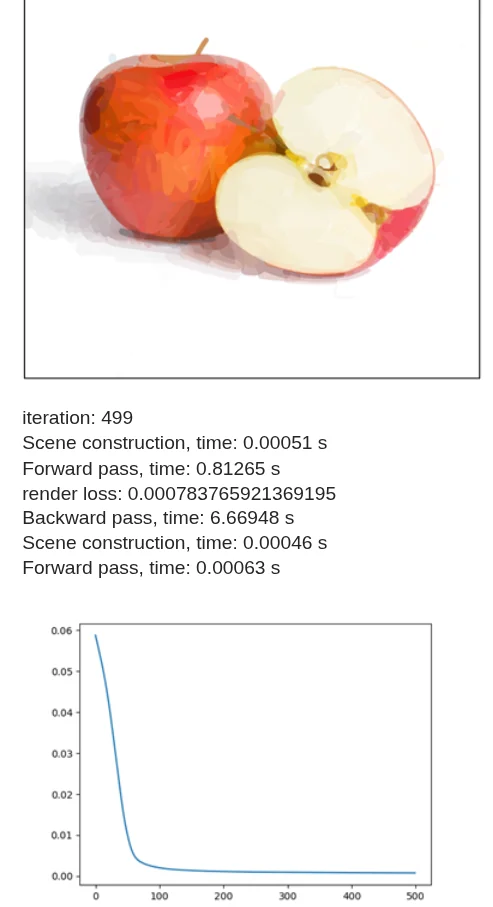 iteration: 499
Scene construction, time: 0.00051 s
Forward pass, time: 0.81265 s
render loss: 0.000783765921369195
Backward pass, time: 6.66948 s
Scene construction, time: 0.00046 s
Forward pass, time: 0.00063 s
0.06
0.05
0.04
0.03
0.02
0.01
0.00
0 100 200 300 400 500